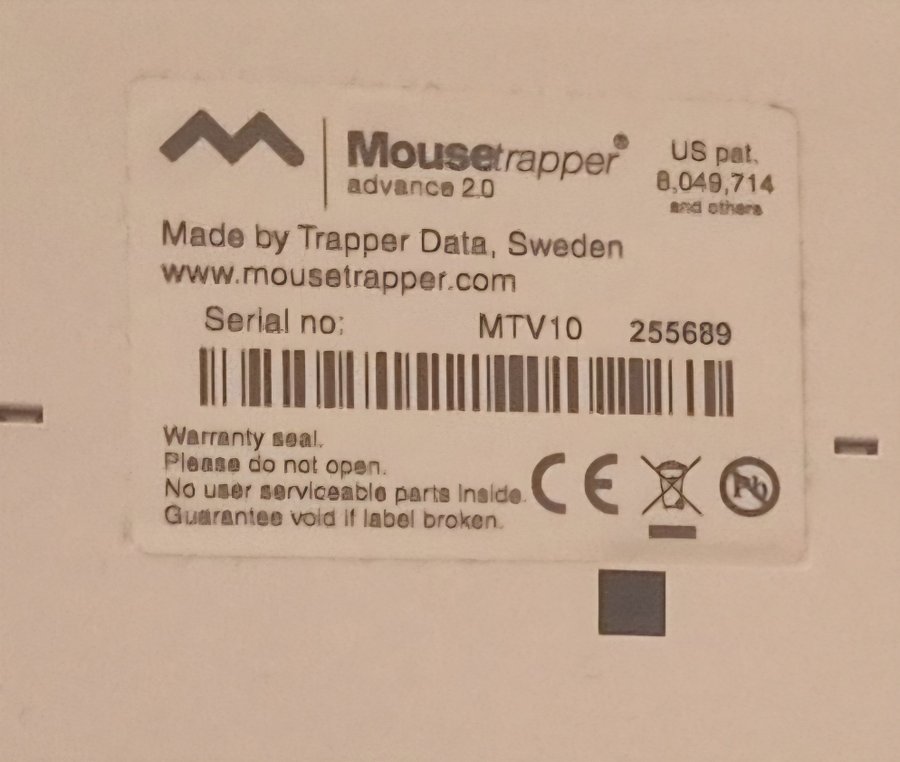 Mousetrapper®
advance 2.0
US pat.
8,049,714
and others
Made by Trapper Data, Sweden
www.mousetrapper.com
Serial no: MTV10 255689
Warranty seal.
Please do not open.
No user serviceable parts inside.
Guarantee void if label broken.
CE
Pb